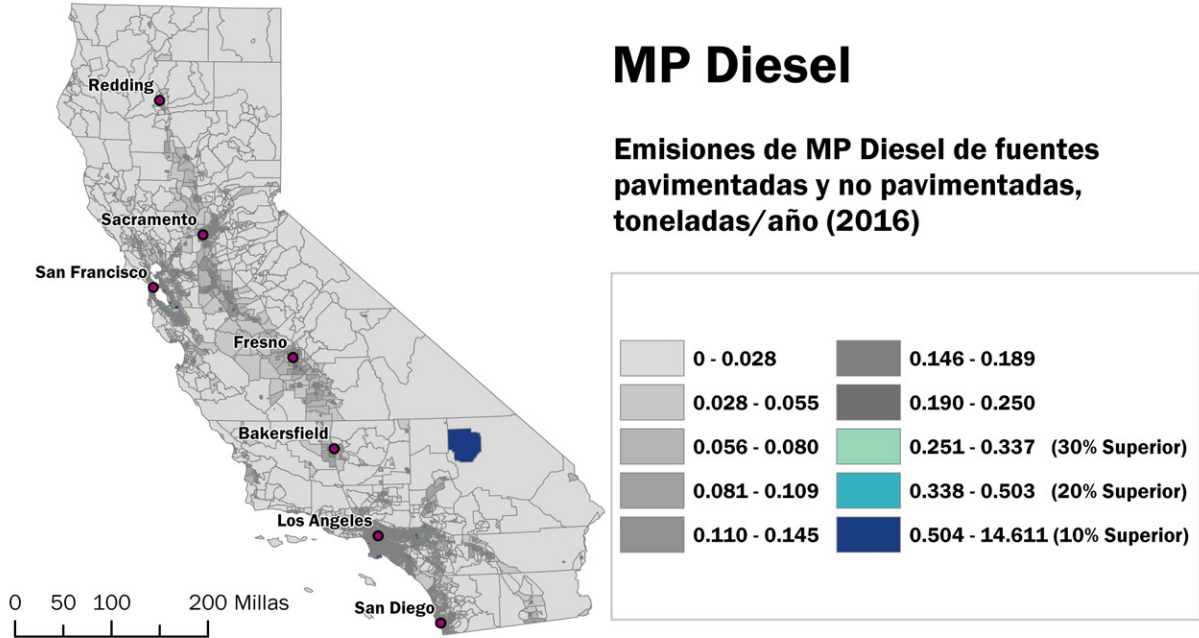 MP Diesel
Emisiones de MP Diesel de fuentes
pavimentadas y no pavimentadas,
toneladas/año (2016)
Redding
Sacramento
San Francisco
Fresno
Bakersfield
Los Angeles
San Diego
0 50 100 200 Millas
0 - 0.028
0.028 - 0.055
0.056 - 0.080
0.081 - 0.109
0.110 - 0.145
0.146 - 0.189
0.190 - 0.250
0.251 - 0.337 (30% Superior)
0.338 - 0.503 (20% Superior)
0.504 - 14.611 (10% Superior)